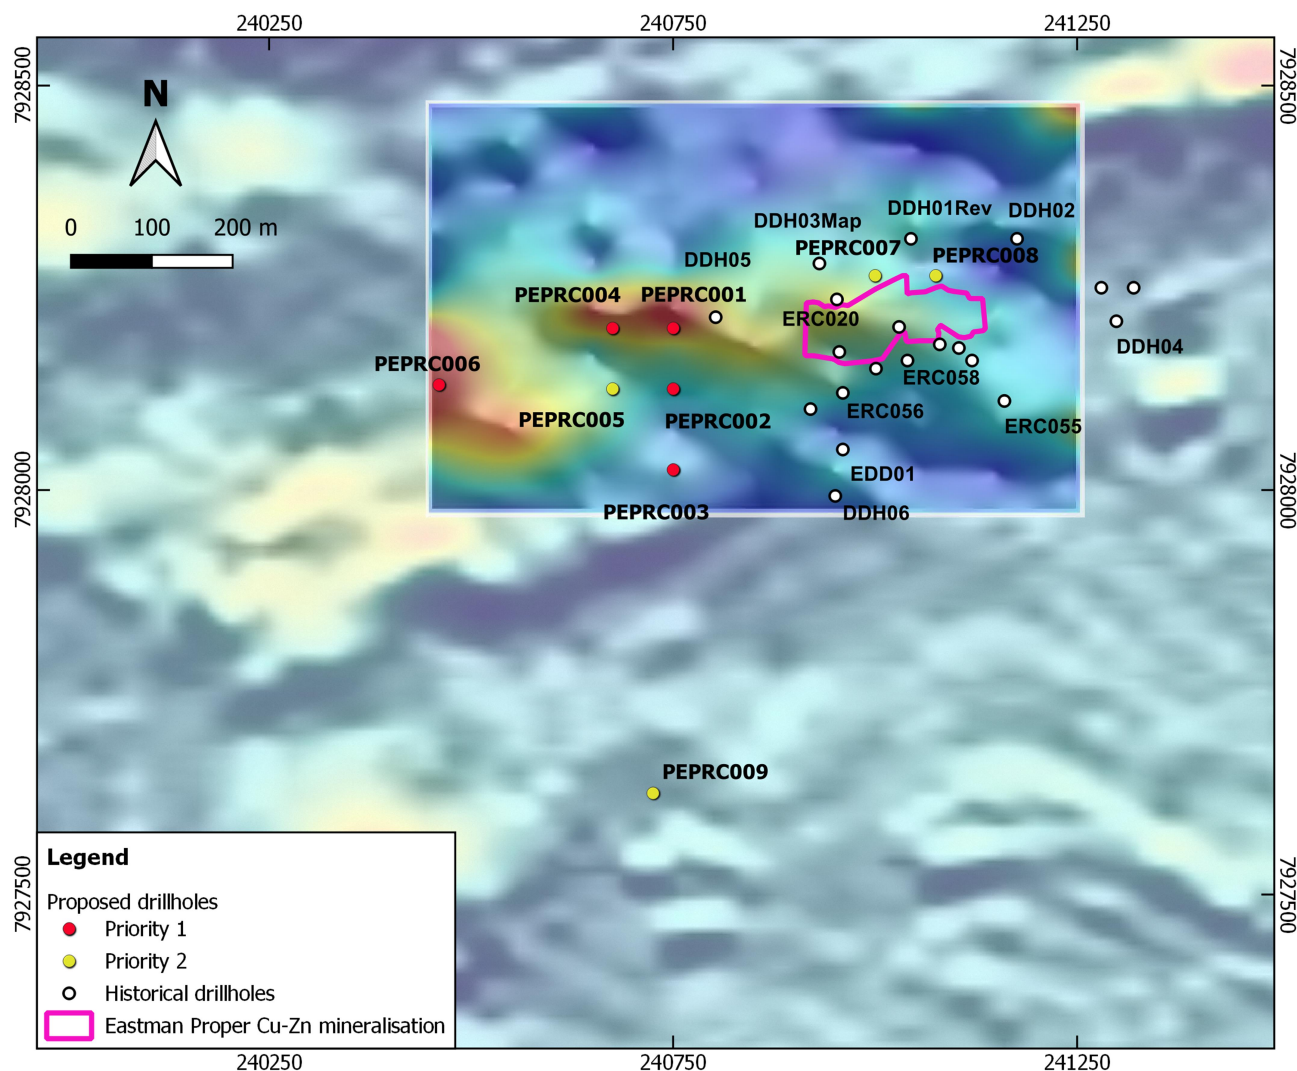 240250 240750 241250
7928500
7928500
N
0 100 200 m
DDH01Rev
DDH02
DDH03Map
PEPRC007
PEPRC008
DDH05
PEPRC004
PEPRC001
ERC020
DDH04
PEPRC006
ERC058
PEPRC005
PEPRC002
ERC056
ERC055
EDD01
PEPRC003
DDH06
7928000
7928000
PEPRC009
7927500
7927500
Legend
Proposed drillholes
Priority 1
Priority 2
Historical drillholes
Eastman Proper Cu-Zn mineralisation
240250 240750 241250